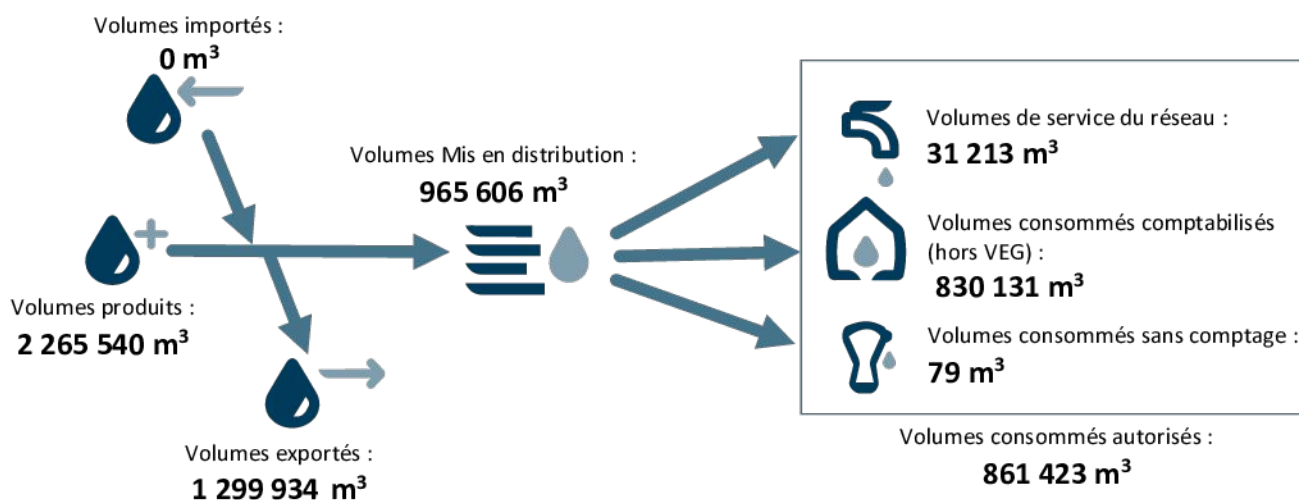 Volumes importés :
0 m³
Volumes Mis en distribution :
965 606 m³
Volumes produits :
2 265 540 m³
Volumes exportés :
1 299 934 m³
Volumes de service du réseau :
31 213 m³
Volumes consommés comptabilisés
(hors VEG) :
830 131 m³
Volumes consommés sans comptage :
79 m³
Volumes consommés autorisés :
861 423 m³